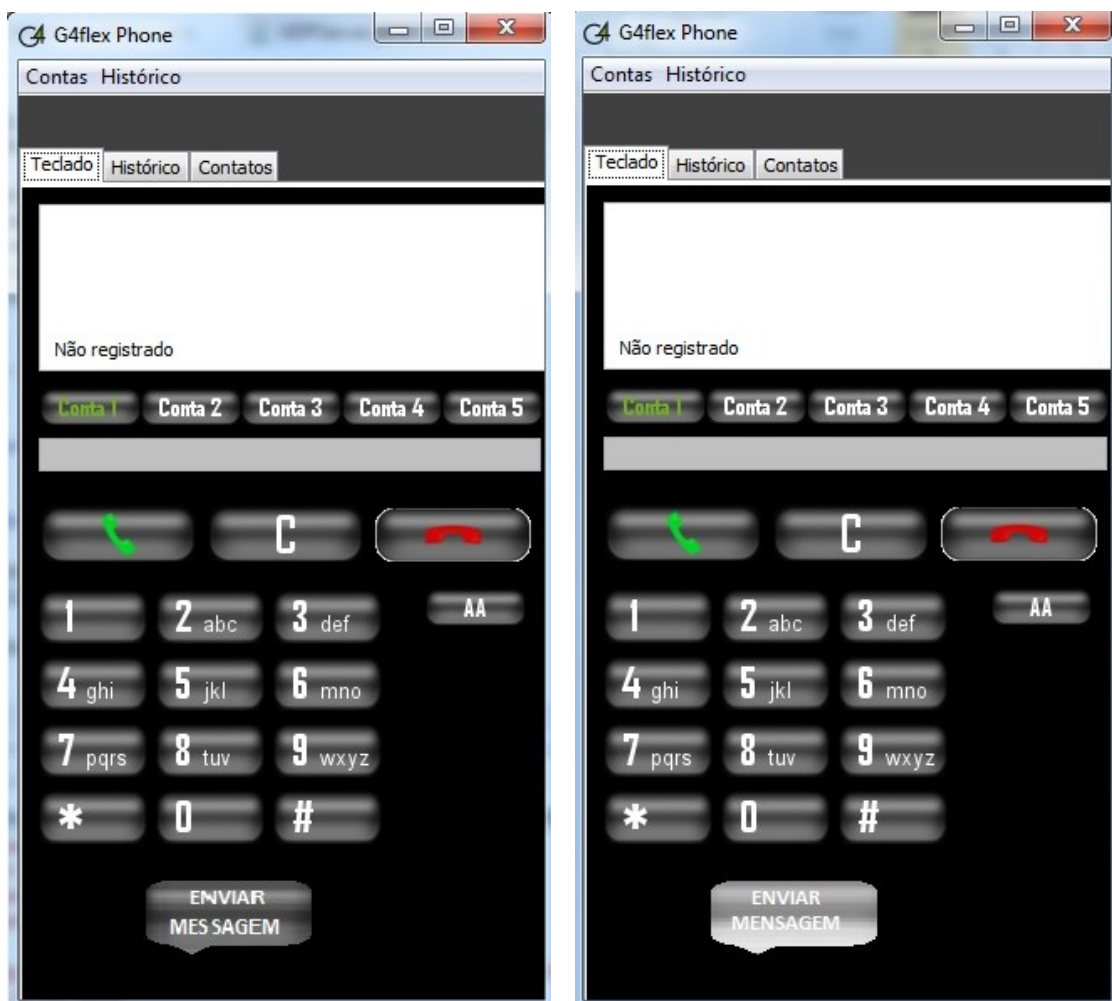 G4 G4flex Phone
Contas Histórico
Teclado Histórico Contatos
Não registrado
Conta 1 Conta 2 Conta 3 Conta 4 Conta 5
C
1 2 abc 3 def AA
4 ghi 5 jkl 6 mno
7 pqrs 8 tuv 9 wxyz
* 0 #
ENVIAR
MESSAGEM
G4 G4flex Phone
Contas Histórico
Teclado Histórico Contatos
Não registrado
Conta 1 Conta 2 Conta 3 Conta 4 Conta 5
C
1 2 abc 3 def AA
4 ghi 5 jkl 6 mno
7 pqrs 8 tuv 9 wxyz
* 0 #
ENVIAR
MENSAGEM